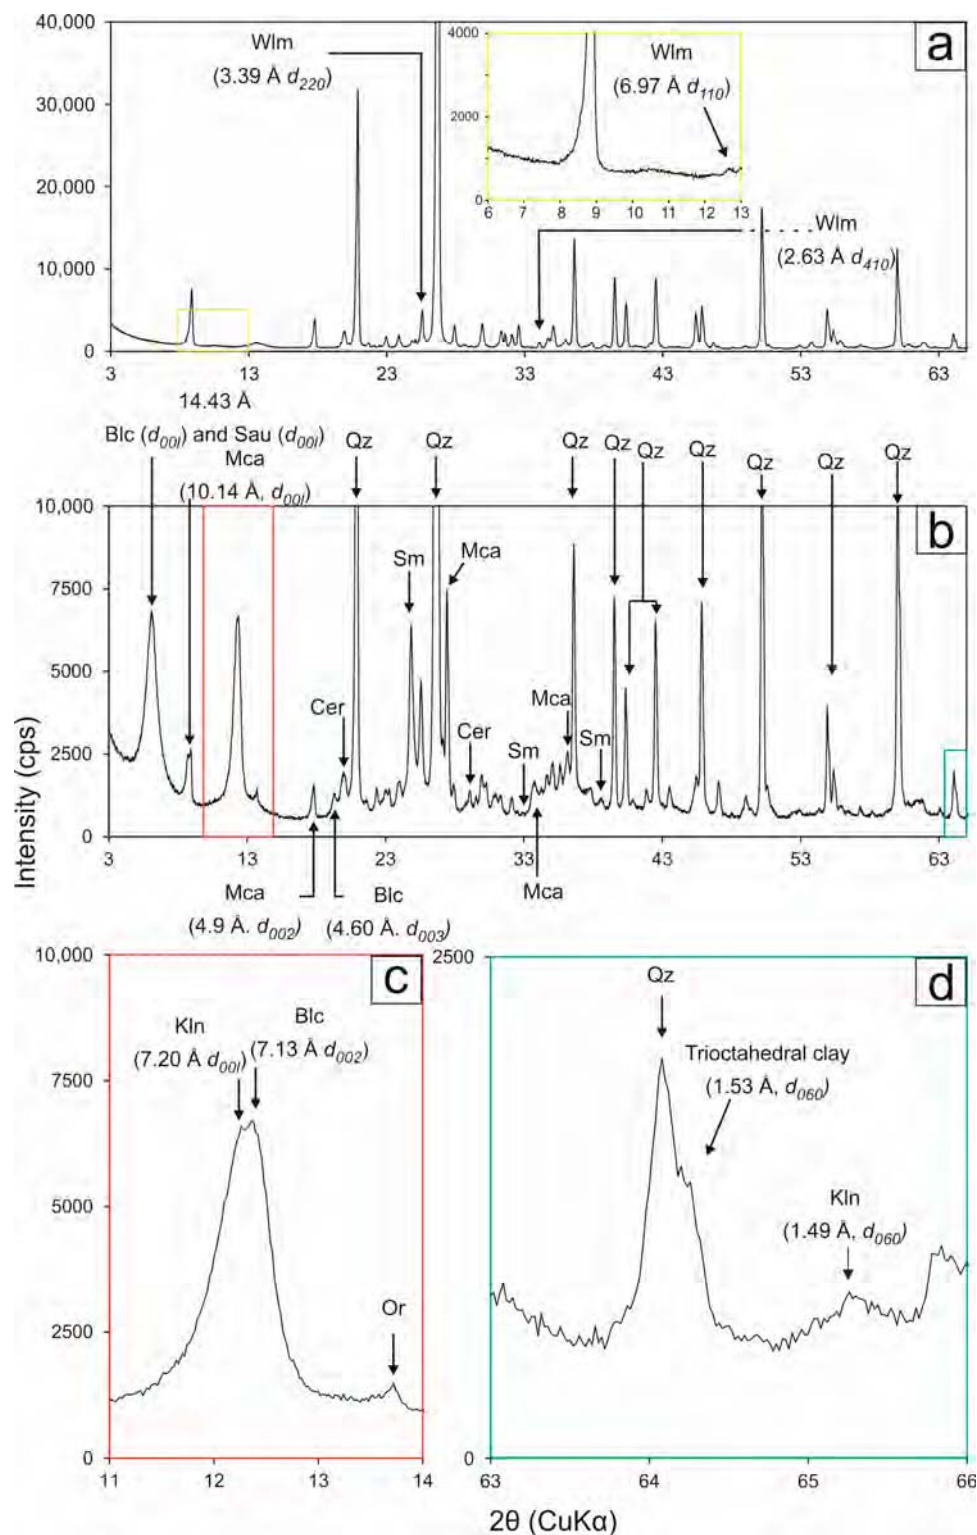 40,000
30,000
20,000
10,000
0
3
13
23
33
43
53
63
a
Wlm
(3.39 Å d220)
4000
2000
0
6
7
8
9
10
11
12
13
Wlm
(6.97 Å d110)
Wlm
(2.63 Å d410)
14.43 Å
Blc (d00l) and Sau (d00l)
Mca
(10.14 Å, d00l)
Qz
Qz
Qz
Qz
Qz
Qz
Qz
Qz
Qz
b
10,000
7500
5000
2500
0
Sm
Mca
Cer
Cer
Sm
Mca
Sm
3
13
23
33
43
53
63
Mca
(4.9 Å. d002)
Blc
(4.60 Å. d003)
Mca
Intensity (cps)
10,000
7500
5000
2500
0
c
Kln
(7.20 Å d00l)
Blc
(7.13 Å d002)
Or
11
12
13
14
2500
0
d
Qz
Trioctahedral clay
(1.53 Å, d060)
Kln
(1.49 Å, d060)
63
64
65
66
2θ (CuKα)